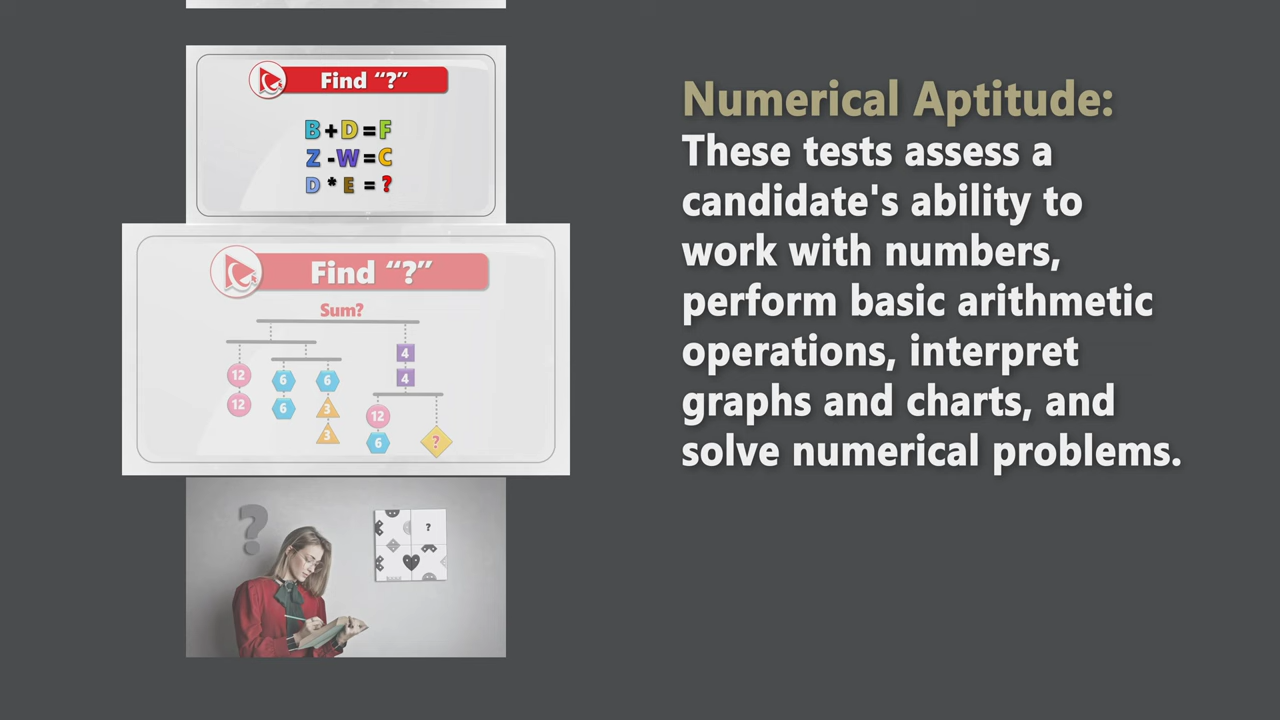 Find “?”
B + D = F
Z - W = C
D * E = ?
Find “?”
Sum?
4
12 6 6 4
12 6 3
3 12
6 ?
?
?
Numerical Aptitude:
These tests assess a
candidate's ability to
work with numbers,
perform basic arithmetic
operations, interpret
graphs and charts, and
solve numerical problems.